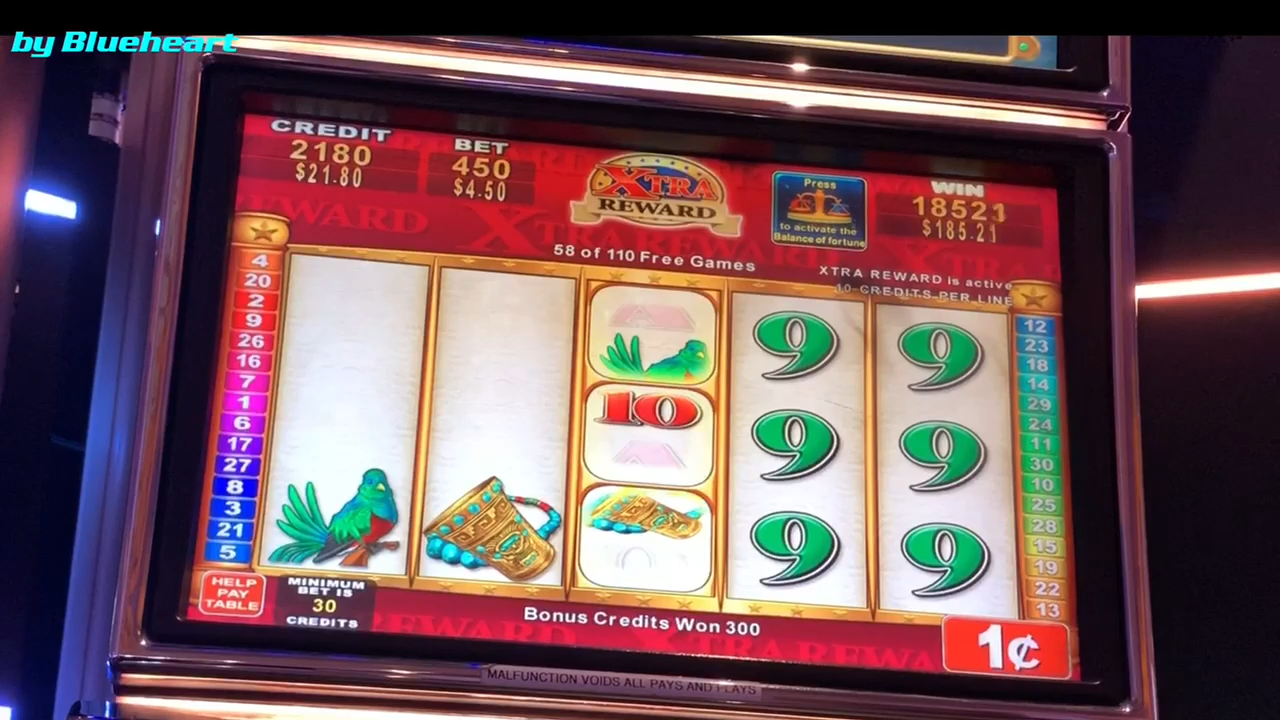 by Blueheart
CREDIT
2180
$21.80
BET
450
$4.50
XTRA
REWARD
Press
to activate the
Balance of fortune
WIN
18521
$185.21
58 of 110 Free Games
XTRA REWARD is active
10 CREDITS PER LINE
4
20
2
9
26
16
7
1
6
17
27
8
3
21
5
10
9
9
9
9
9
9
12
23
18
14
29
24
11
30
10
25
28
15
19
22
13
HELP
PAY
TABLE
MINIMUM
BET IS
30
CREDITS
Bonus Credits Won 300
1¢
MALFUNCTION VOIDS ALL PAYS AND PLAYS